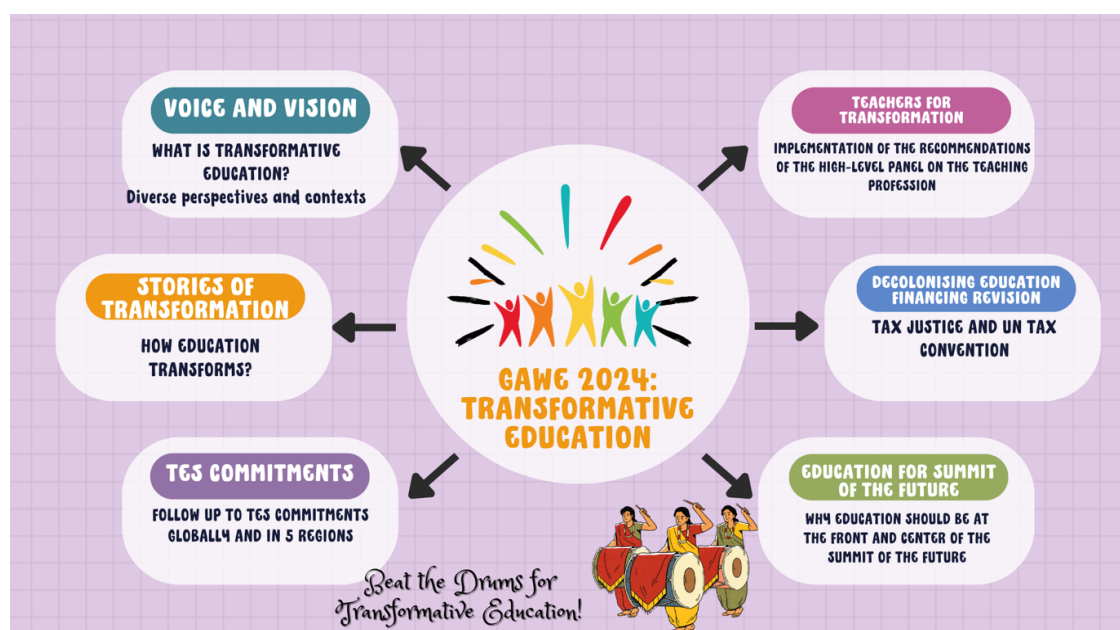 VOICE AND VISION
WHAT IS TRANSFORMATIVE
EDUCATION?
Diverse perspectives and contexts
STORIES OF
TRANSFORMATION
HOW EDUCATION
TRANSFORMS?
TES COMMITMENTS
FOLLOW UP TO TES COMMITMENTS
GLOBALLY AND IN 5 REGIONS
GAWE 2024:
TRANSFORMATIVE
EDUCATION
TEACHERS FOR
TRANSFORMATION
IMPLEMENTATION OF THE RECOMMENDATIONS
OF THE HIGH-LEVEL PANEL ON THE TEACHING
PROFESSION
DECOLONISING EDUCATION
FINANCING REVISION
TAX JUSTICE AND UN TAX
CONVENTION
EDUCATION FOR SUMMIT
OF THE FUTURE
WHY EDUCATION SHOULD BE AT
THE FRONT AND CENTER OF THE
SUMMIT OF THE FUTURE
Beat the Drums for
Transformative Education!